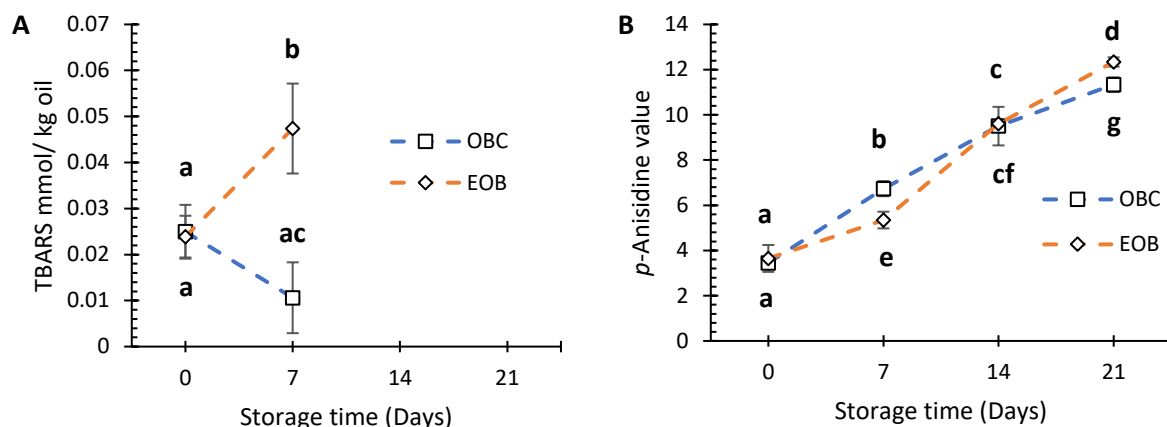 A
TBARS mmol/ kg oil
0.07
0.06
0.05
0.04
0.03
0.02
0.01
0
a
a
b
ac
OBC
EOB
0 7 14 21
Storage time (Days)
B
p-Anisidine value
14
12
10
8
6
4
2
0
a
a
b
e
c
cf
d
g
OBC
EOB
0 7 14 21
Storage time (Days)